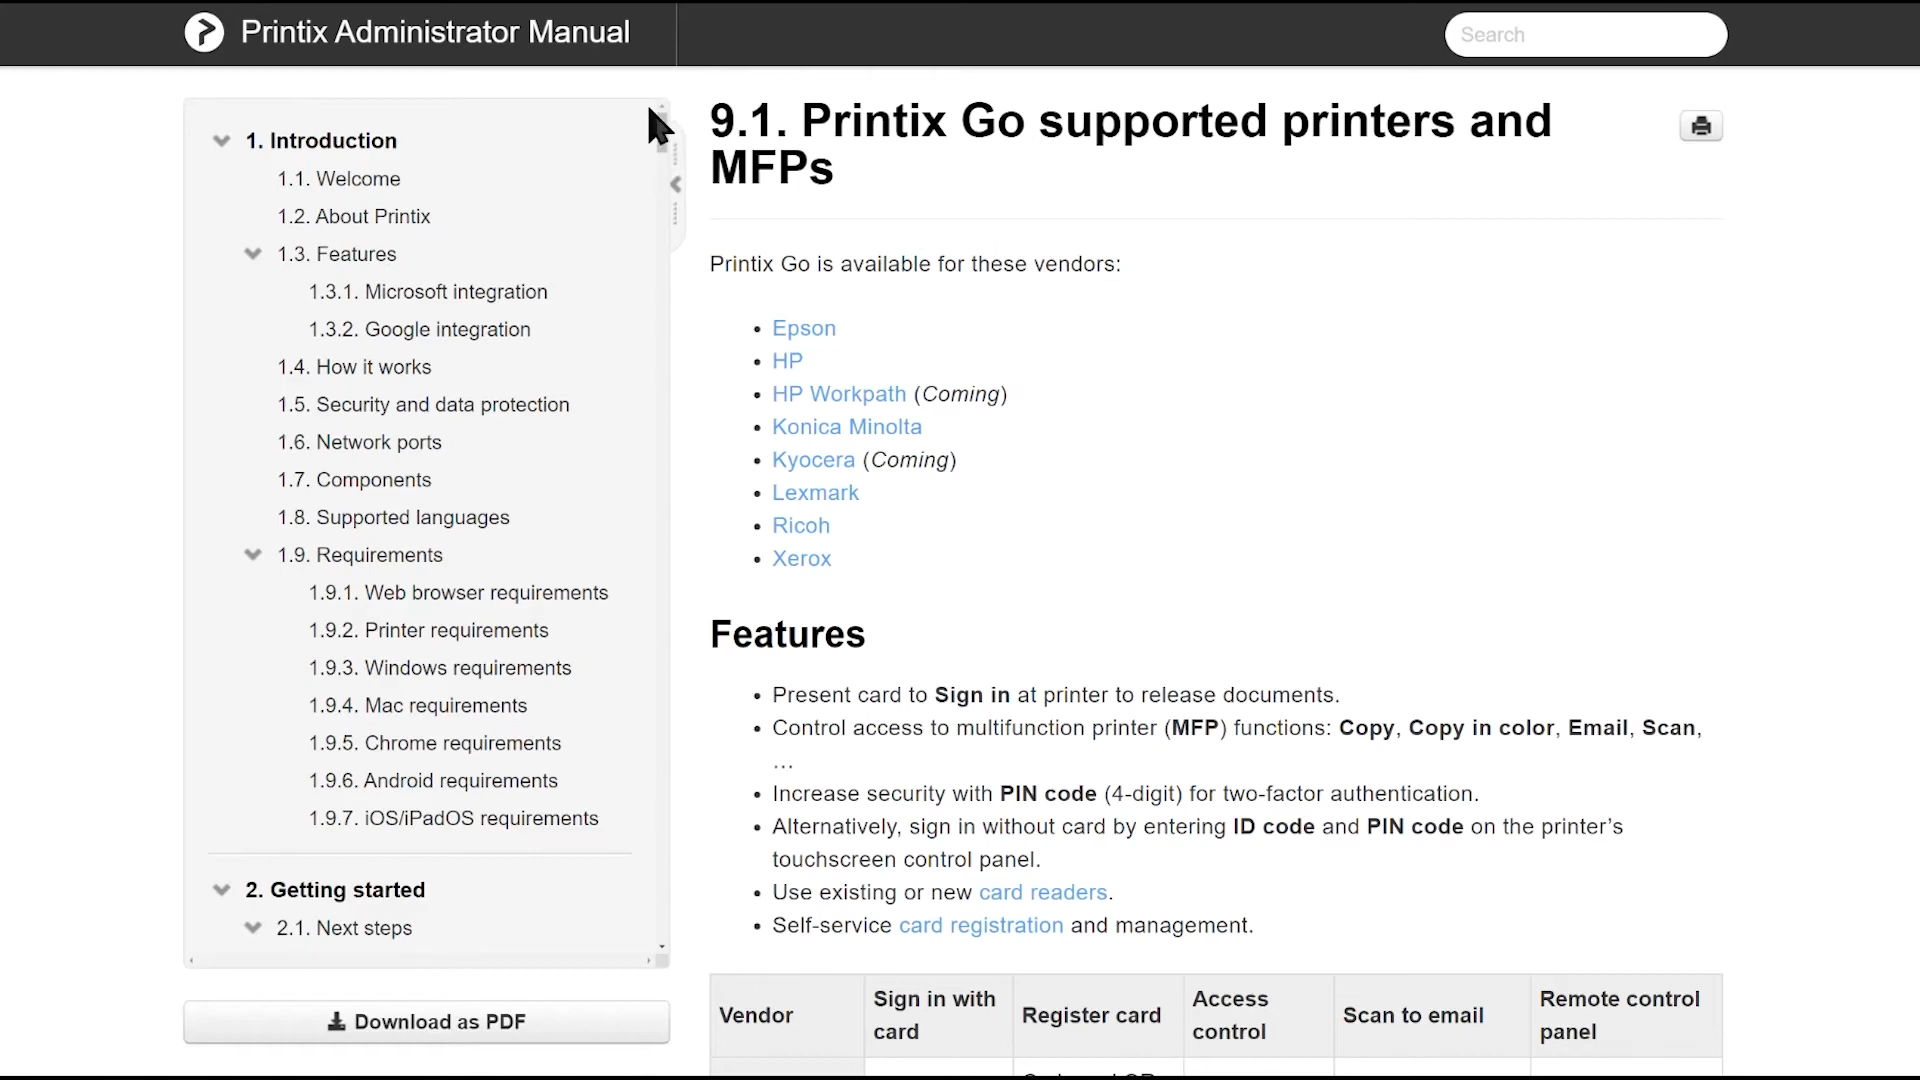 Printix Administrator Manual
Search
1. Introduction
1.1. Welcome
1.2. About Printix
1.3. Features
1.3.1. Microsoft integration
1.3.2. Google integration
1.4. How it works
1.5. Security and data protection
1.6. Network ports
1.7. Components
1.8. Supported languages
1.9. Requirements
1.9.1. Web browser requirements
1.9.2. Printer requirements
1.9.3. Windows requirements
1.9.4. Mac requirements
1.9.5. Chrome requirements
1.9.6. Android requirements
1.9.7. iOS/iPadOS requirements
2. Getting started
2.1. Next steps
Download as PDF
9.1. Printix Go supported printers and
MFPs
Printix Go is available for these vendors:
• Epson
• HP
• HP Workpath (Coming)
• Konica Minolta
• Kyocera (Coming)
• Lexmark
• Ricoh
• Xerox
Features
• Present card to Sign in at printer to release documents.
• Control access to multifunction printer (MFP) functions: Copy, Copy in color, Email, Scan,
…
• Increase security with PIN code (4-digit) for two-factor authentication.
• Alternatively, sign in without card by entering ID code and PIN code on the printer’s
touchscreen control panel.
• Use existing or new card readers.
• Self-service card registration and management.
Vendor
Sign in with
card
Register card
Access
control
Scan to email
Remote control
panel